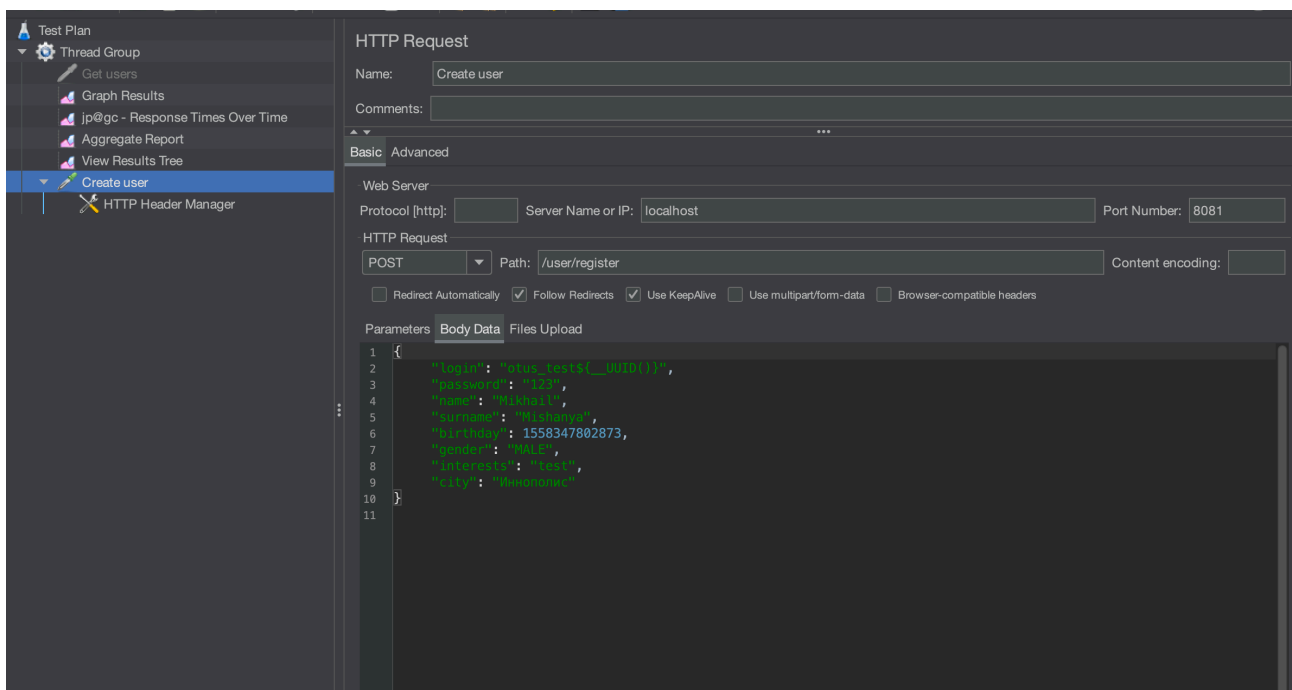 Test Plan
Thread Group
Get users
Graph Results
jp@gc - Response Times Over Time
Aggregate Report
View Results Tree
Create user
HTTP Header Manager
HTTP Request
Name: Create user
Comments:
Basic Advanced
Web Server
Protocol [http]: Server Name or IP: localhost Port Number: 8081
HTTP Request
POST Path: /user/register Content encoding:
Redirect Automatically Follow Redirects Use KeepAlive Use multipart/form-data Browser-compatible headers
Parameters Body Data Files Upload
1 {
2 "login": "otus_test${__UUID()}",
3 "password": "123",
4 "name": "Mikhail",
5 "surname": "Mishanya",
6 "birthday": 1558347802873,
7 "gender": "MALE",
8 "interests": "test",
9 "city": "Иннополис"
10 }
11